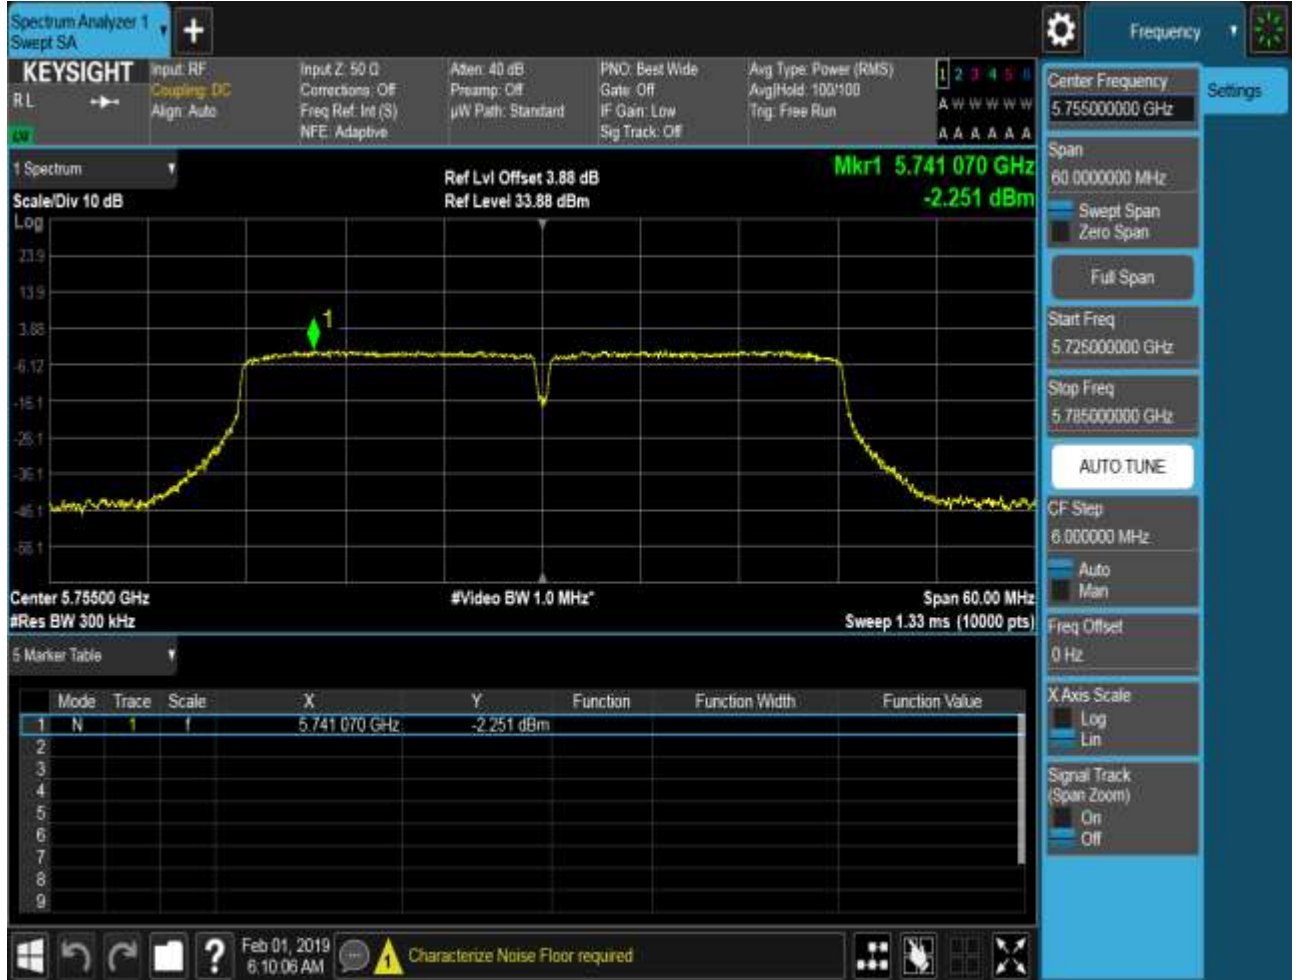 Spectrum Analyzer 1
Swept SA
+
Frequency
KEYSIGHT
R L
LXI
Input: RF
Coupling: DC
Align: Auto
Input Z: 50 Ω
Corrections: Off
Freq Ref: Int (S)
NFE: Adaptive
Atten: 40 dB
Preamp: Off
µW Path: Standard
PNO: Best Wide
Gate: Off
IF Gain: Low
Sig Track: Off
Avg Type: Power (RMS)
Avg|Hold: 100/100
Trig: Free Run
1 2 3 4 5 6
A W W W W W
A A A A A A
1 Spectrum
Scale/Div 10 dB
Ref Lvl Offset 3.88 dB
Ref Level 33.88 dBm
Mkr1 5.741 070 GHz
-2.251 dBm
Log
23.9
13.9
3.88
-6.12
-16.1
-26.1
-36.1
-46.1
-56.1
1
Center 5.75500 GHz
#Res BW 300 kHz
#Video BW 1.0 MHz*
Span 60.00 MHz
Sweep 1.33 ms (10000 pts)
5 Marker Table
Mode Trace Scale X Y Function Function Width Function Value
1 N 1 f 5.741 070 GHz -2.251 dBm
2
3
4
5
6
7
8
9
Center Frequency
5.755000000 GHz
Settings
Span
60.0000000 MHz
Swept Span
Zero Span
Full Span
Start Freq
5.725000000 GHz
Stop Freq
5.785000000 GHz
AUTO TUNE
CF Step
6.000000 MHz
Auto
Man
Freq Offset
0 Hz
X Axis Scale
Log
Lin
Signal Track
(Span Zoom)
On
Off
?
Feb 01, 2019
6:10:06 AM
1
Characterize Noise Floor required